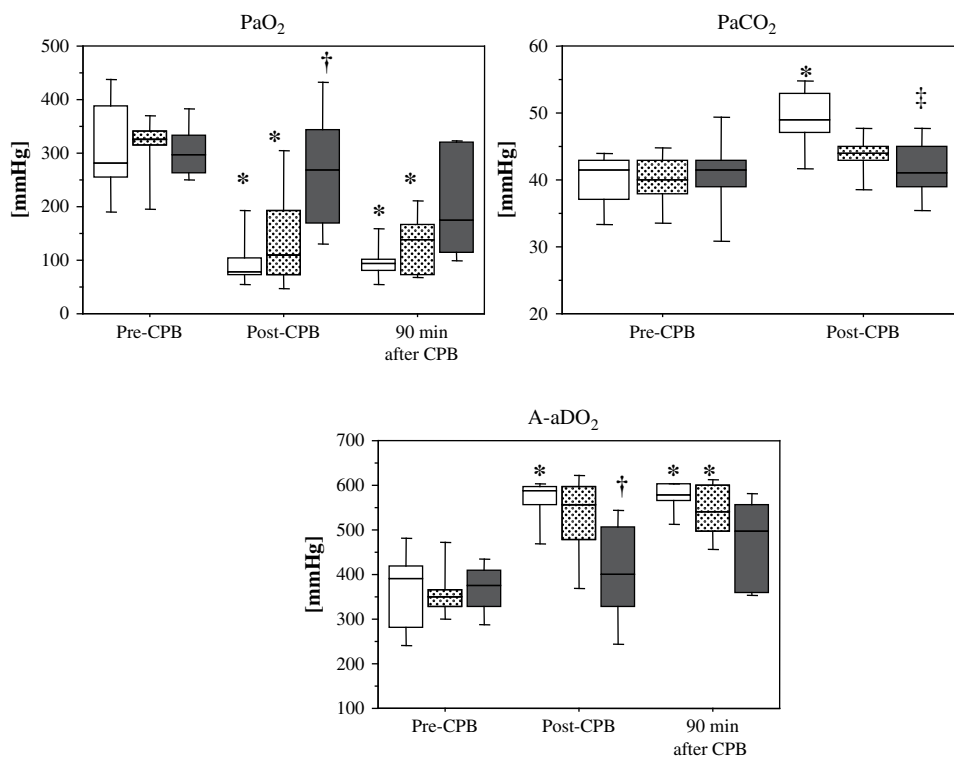 PaO₂
500
400
300
200
100
0
[mmHg]
*
*
†
*
*
Pre-CPB
Post-CPB
90 min
after CPB
PaCO₂
60
50
40
30
20
*
‡
Pre-CPB
Post-CPB
A-aDO₂
700
600
500
400
300
200
100
[mmHg]
*
†
*
*
Pre-CPB
Post-CPB
90 min
after CPB